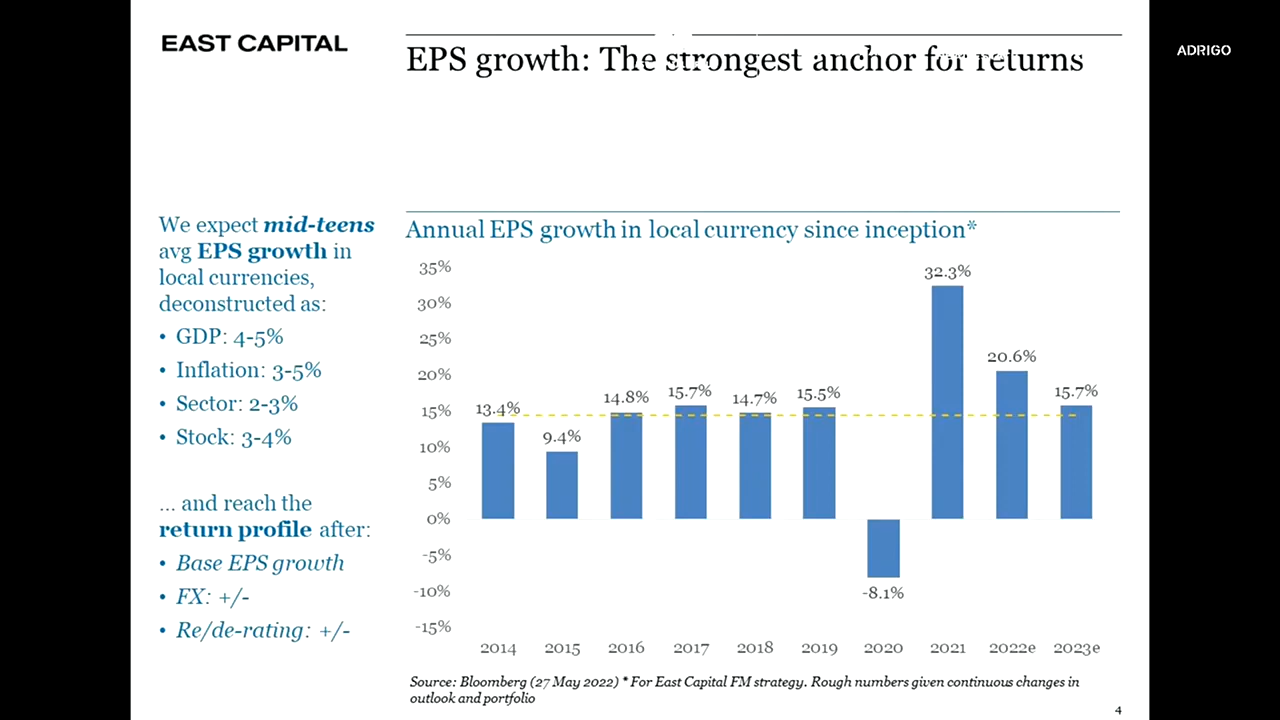 EAST CAPITAL
ADRIGO
EPS growth: The strongest anchor for returns
We expect mid-teens
avg EPS growth in
local currencies,
deconstructed as:
• GDP: 4-5%
• Inflation: 3-5%
• Sector: 2-3%
• Stock: 3-4%
... and reach the
return profile after:
• Base EPS growth
• FX: +/-
• Re/de-rating: +/-
Annual EPS growth in local currency since inception*
35%
30%
25%
20%
15%
10%
5%
0%
-5%
-10%
-15%
13.4%
9.4%
14.8%
15.7%
14.7%
15.5%
-8.1%
32.3%
20.6%
15.7%
2014 2015 2016 2017 2018 2019 2020 2021 2022e 2023e
Source: Bloomberg (27 May 2022) * For East Capital FM strategy. Rough numbers given continuous changes in
outlook and portfolio
4